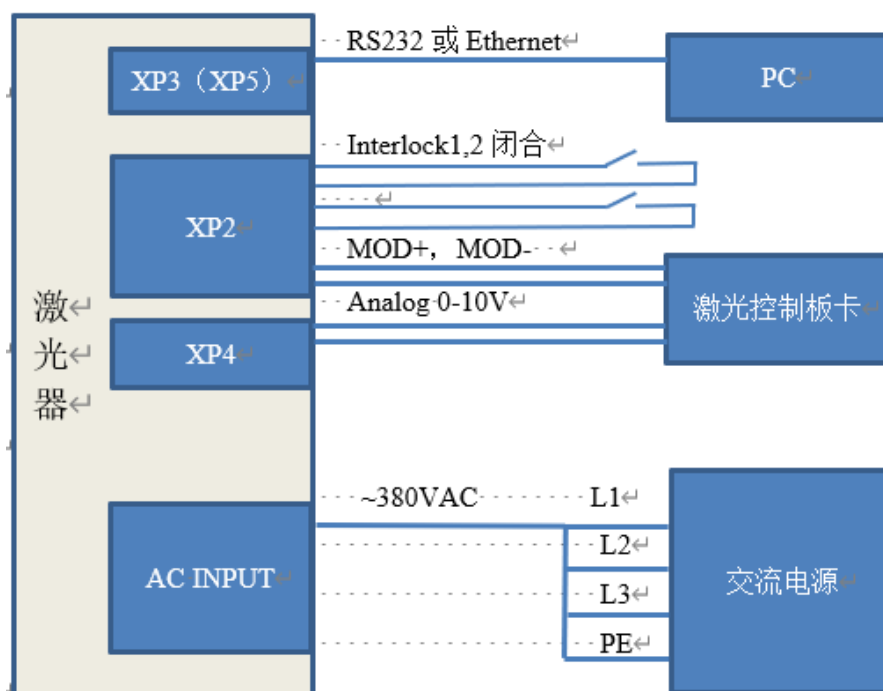 RS232 或 Ethernet
XP3（XP5）
PC
Interlock1,2 闭合
XP2
MOD+， MOD-
Analog 0-10V
激光控制板卡
激
光
器
XP4
~380VAC L1
L2
AC INPUT
交流电源
L3
PE